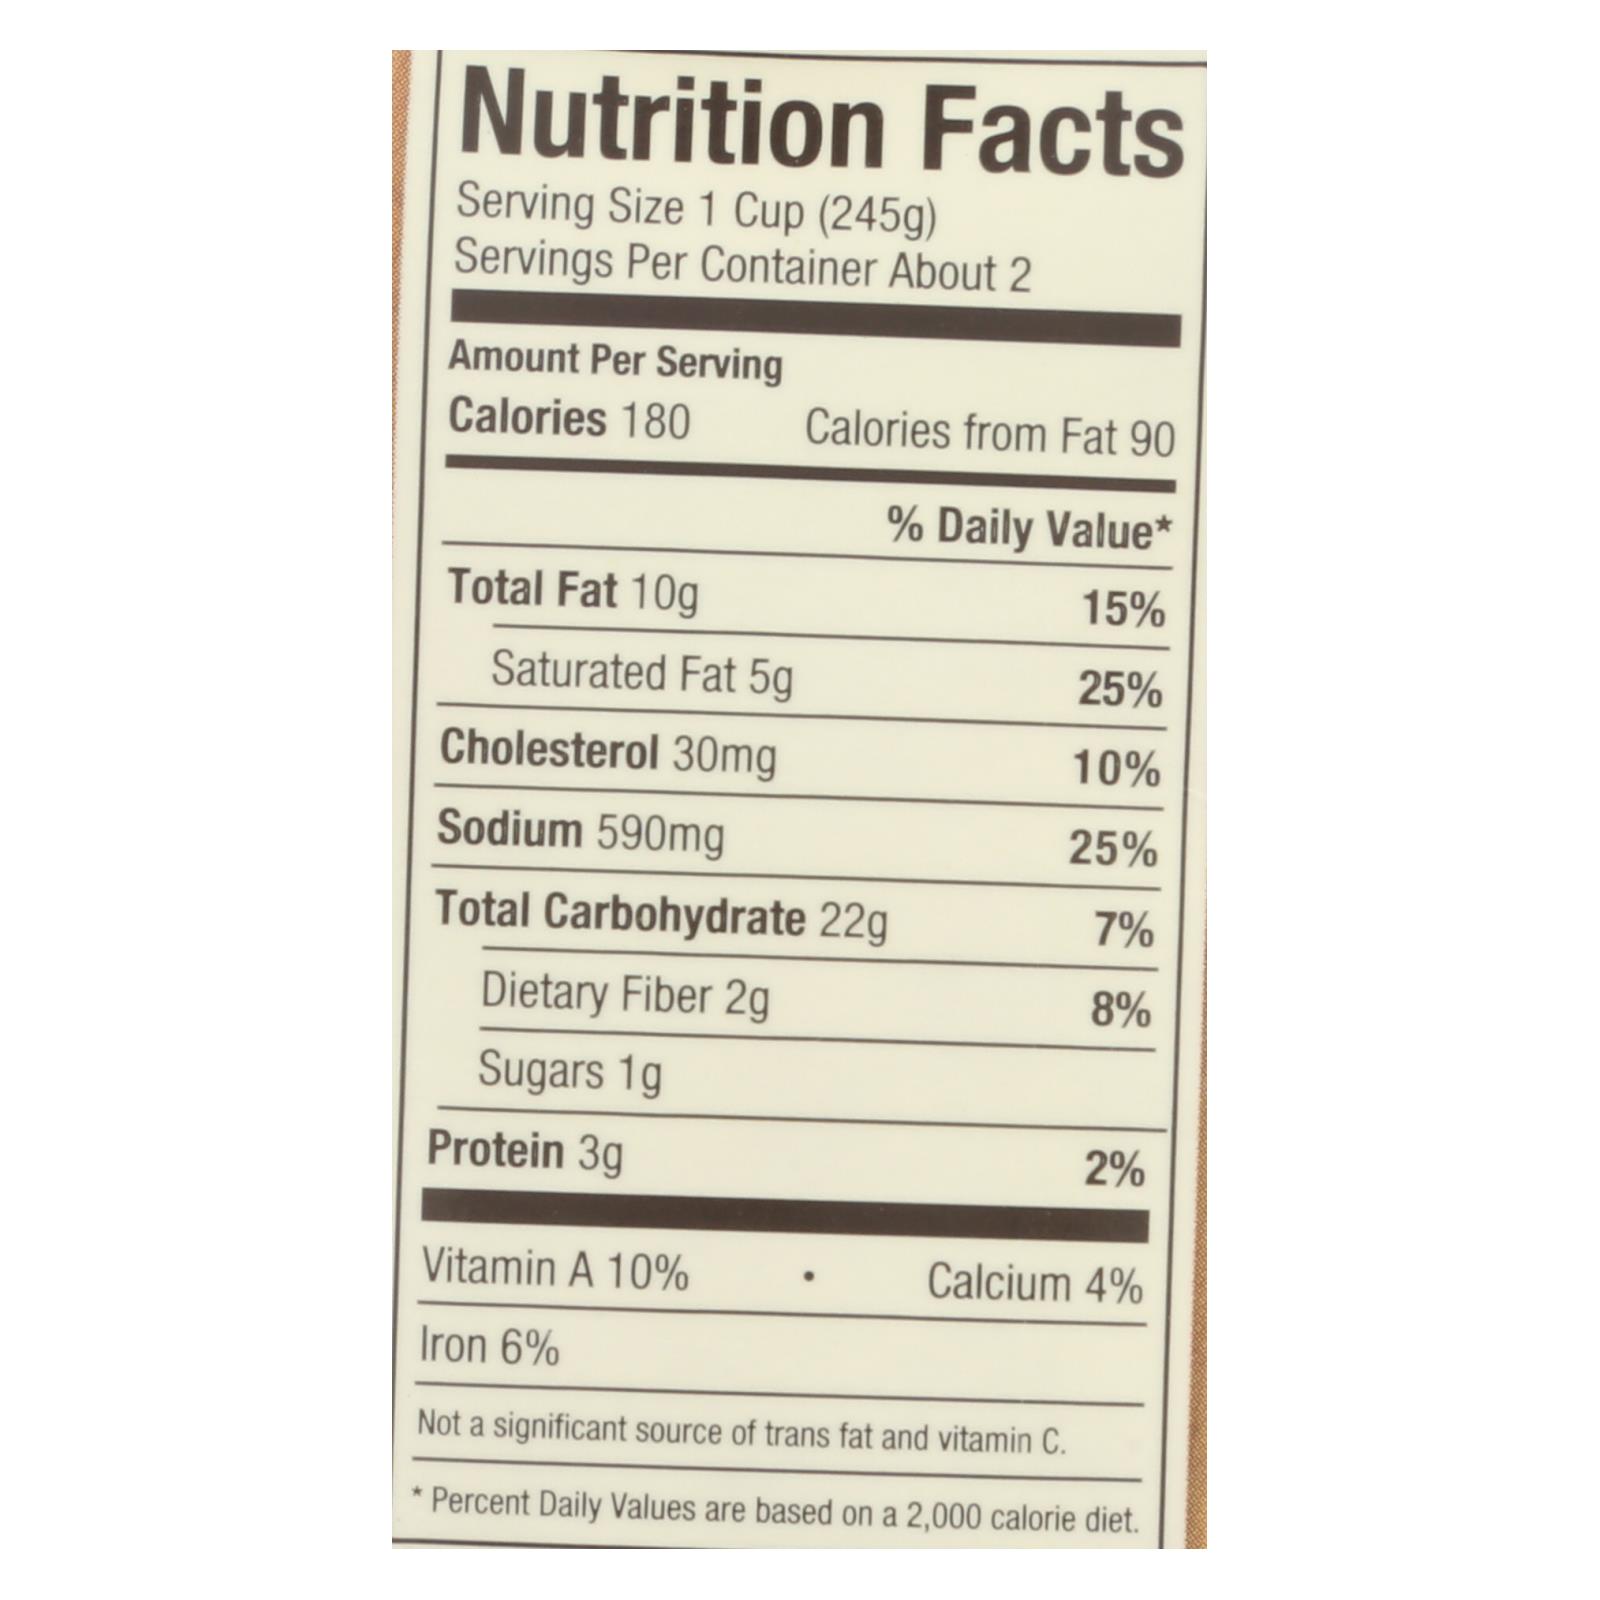 Nutrition Facts
Serving Size 1 Cup (245g)
Servings Per Container About 2
Amount Per Serving
Calories 180 Calories from Fat 90
% Daily Value*
Total Fat 10g 15%
Saturated Fat 5g 25%
Cholesterol 30mg 10%
Sodium 590mg 25%
Total Carbohydrate 22g 7%
Dietary Fiber 2g 8%
Sugars 1g
Protein 3g 2%
Vitamin A 10% • Calcium 4%
Iron 6%
Not a significant source of trans fat and vitamin C.
* Percent Daily Values are based on a 2,000 calorie diet.